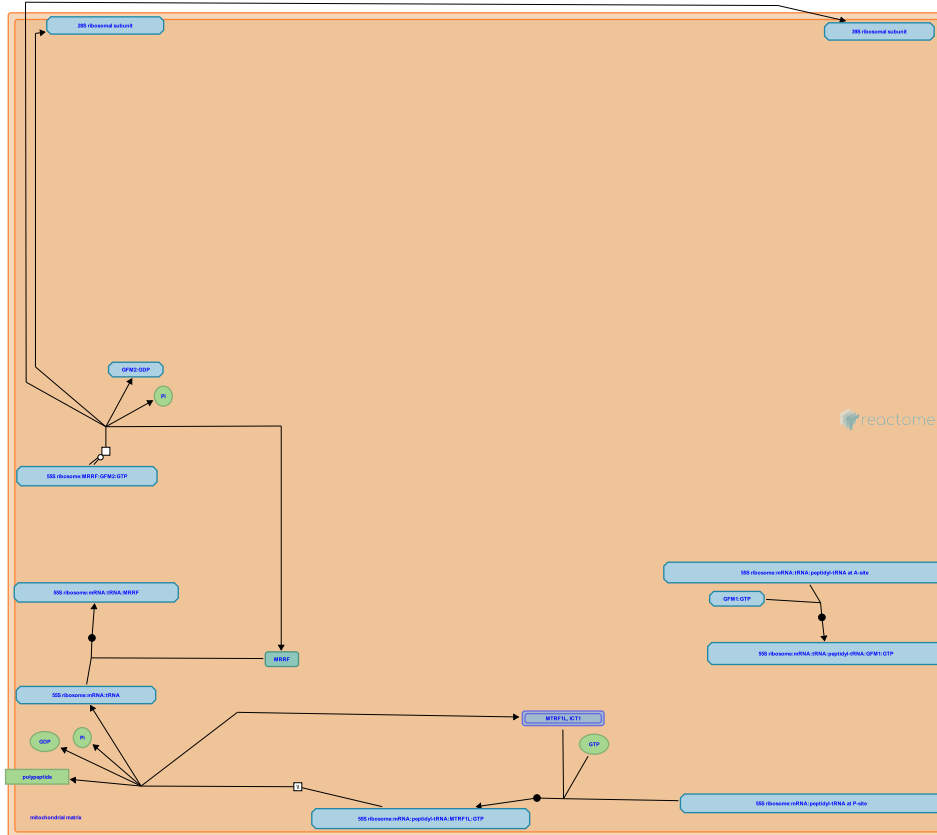 28S ribosomal subunit
39S ribosomal subunit
GFM2:GDP
Pi
reactome
55S ribosome:MRRF:GFM2:GTP
55S ribosome:mRNA:tRNA:peptidyl-tRNA at A-site
55S ribosome:mRNA:tRNA:MRRF
GFM1:GTP
55S ribosome:mRNA:tRNA:peptidyl-tRNA:GFM1:GTP
MRRF
55S ribosome:mRNA:tRNA
MTRF1L, ICT1
GDP
Pi
GTP
polypeptide
55S ribosome:mRNA:peptidyl-tRNA at P-site
mitochondrial matrix
55S ribosome:mRNA:peptidyl-tRNA:MTRF1L:GTP